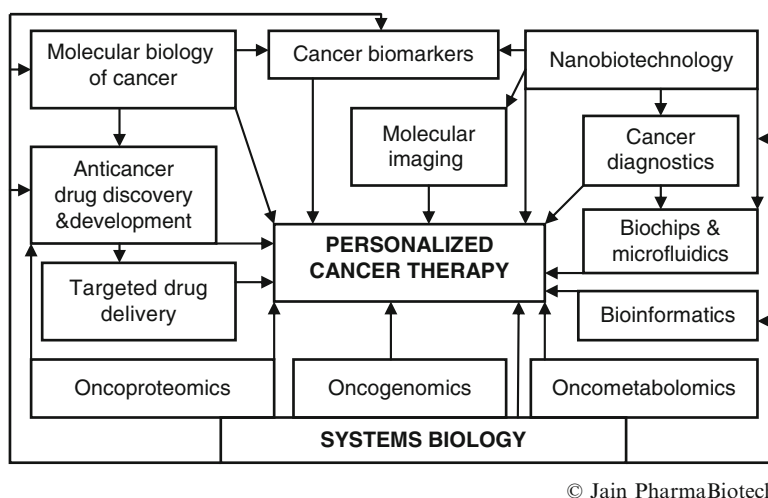 Molecular biology
of cancer
Cancer biomarkers
Nanobiotechnology
Molecular
imaging
Cancer
diagnostics
Anticancer
drug discovery
&development
PERSONALIZED
CANCER THERAPY
Biochips &
microfluidics
Targeted drug
delivery
Bioinformatics
Oncoproteomics
Oncogenomics
Oncometabolomics
SYSTEMS BIOLOGY
© Jain PharmaBiotech